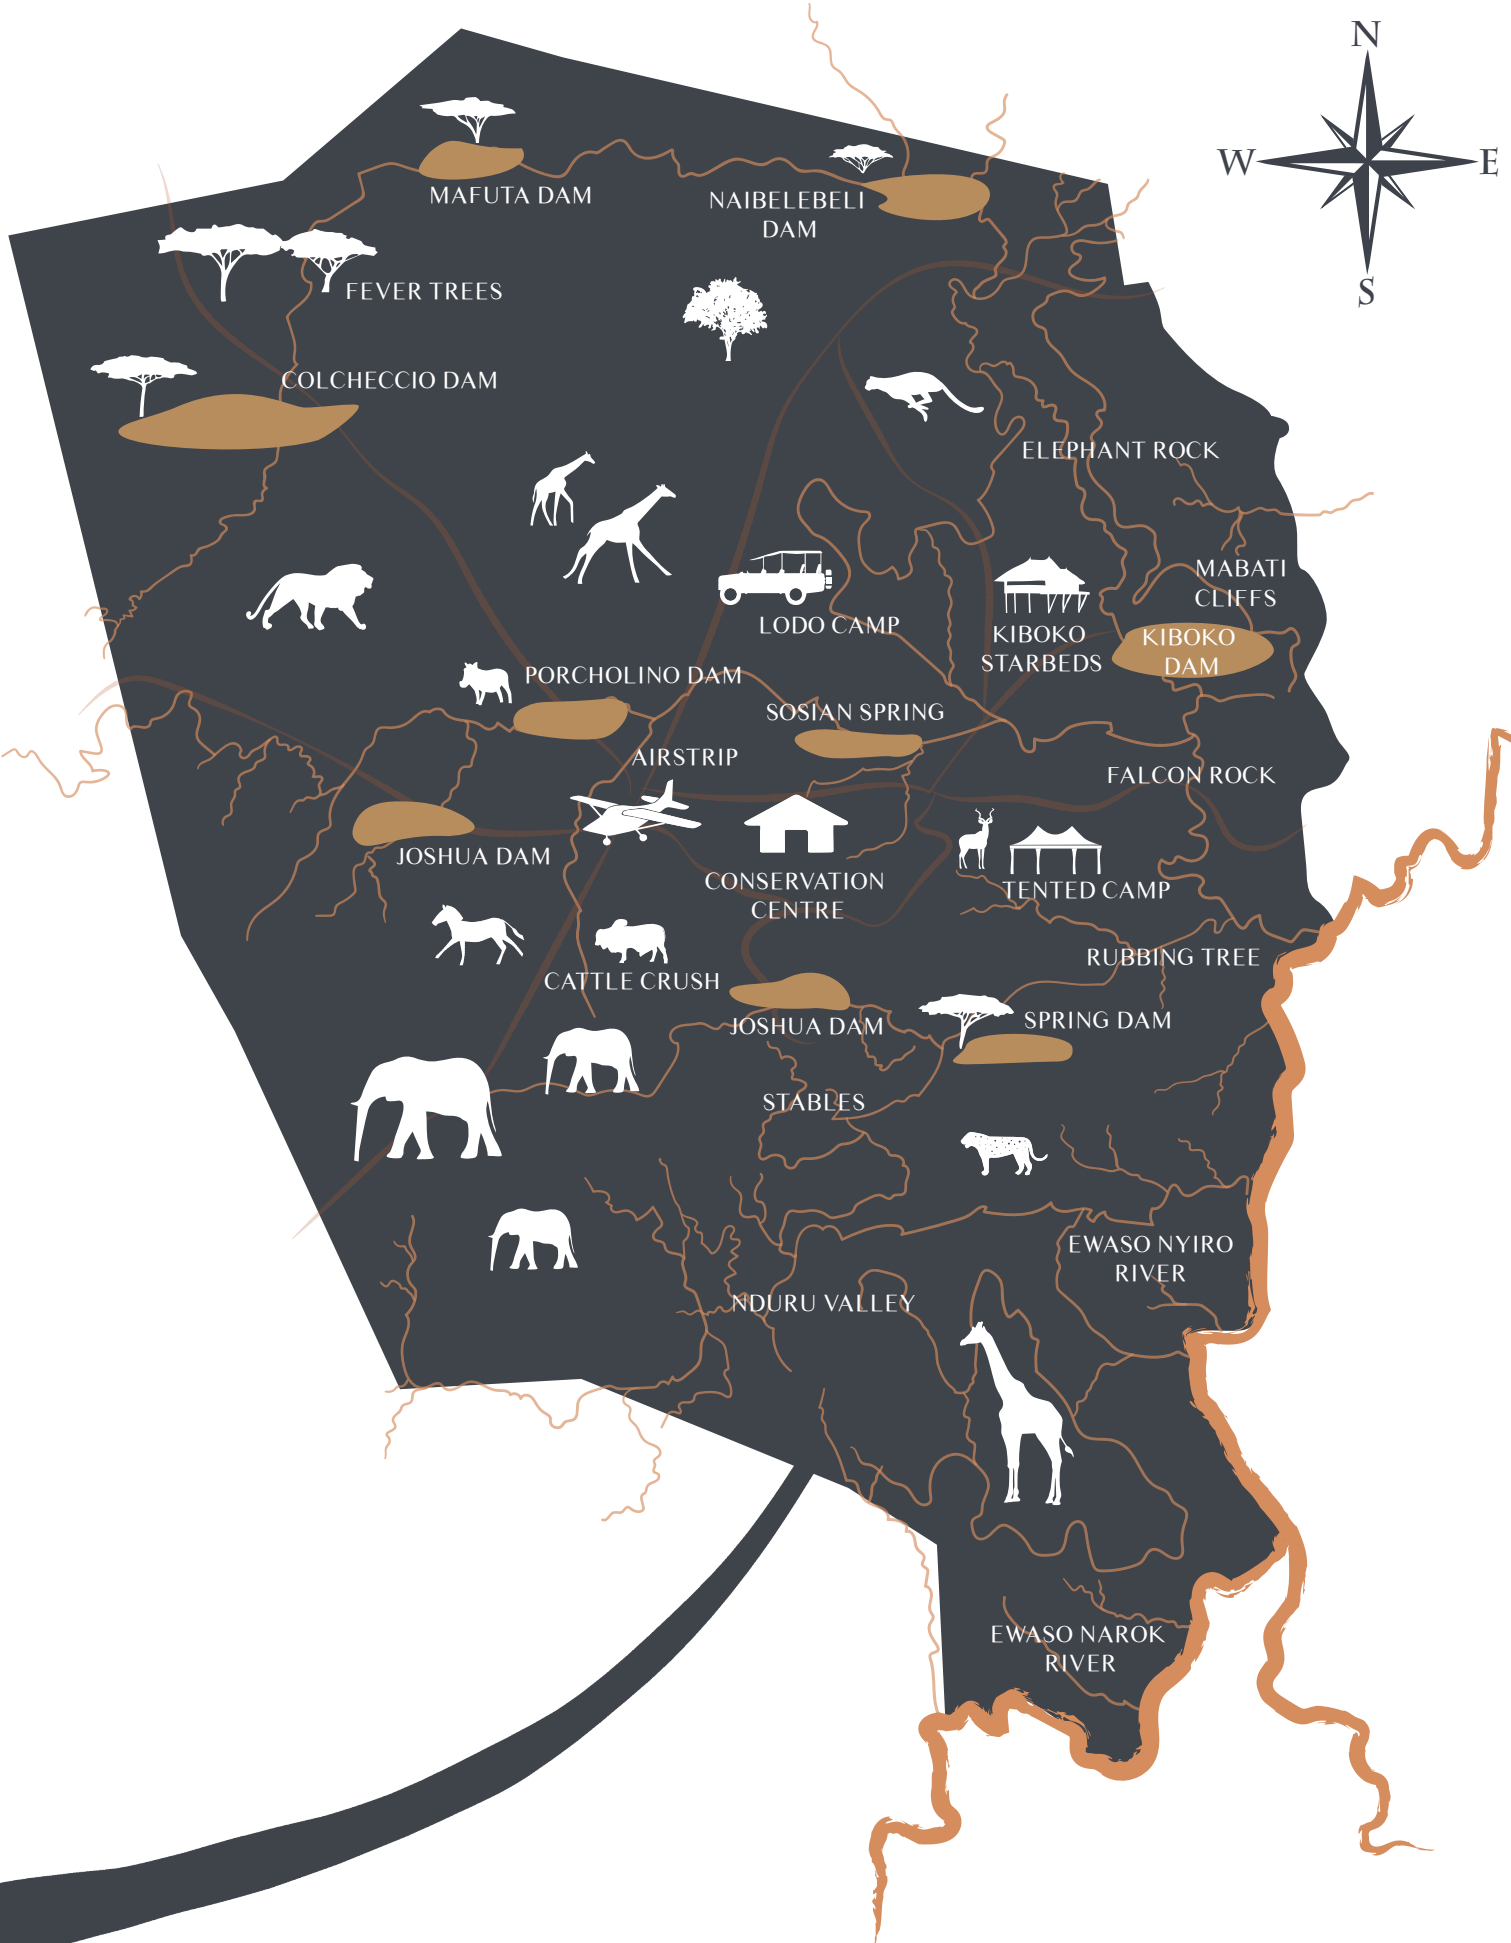 N
W
E
S
MAFUTA DAM
NAIBELEBELI
DAM
FEVER TREES
COLCHECCIO DAM
ELEPHANT ROCK
MABATI
CLIFFS
LODO CAMP
KIBOKO
STARBEDS
KIBOKO
DAM
PORCHOLINO DAM
SOSIAN SPRING
AIRSTRIP
FALCON ROCK
JOSHUA DAM
CONSERVATION
CENTRE
TENTED CAMP
RUBBING TREE
CATTLE CRUSH
JOSHUA DAM
SPRING DAM
STABLES
EWASO NYIRO
RIVER
NDURU VALLEY
EWASO NAROK
RIVER